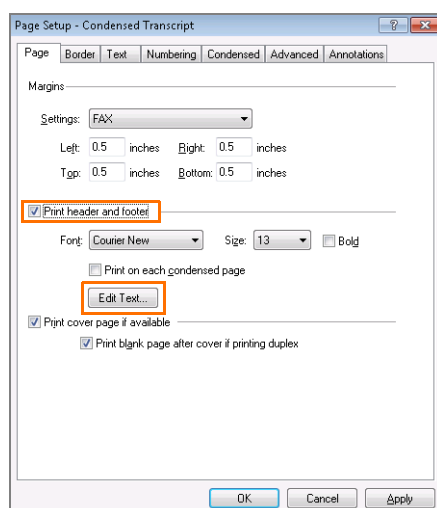 Page Setup - Condensed Transcript
Page Border Text Numbering Condensed Advanced Annotations
Margins
Settings: FAX
Left: 0.5 inches Right: 0.5 inches
Top: 0.5 inches Bottom: 0.5 inches
Print header and footer
Font: Courier New Size: 13 Bold
Print on each condensed page
Edit Text...
Print cover page if available
Print blank page after cover if printing duplex
OK Cancel Apply